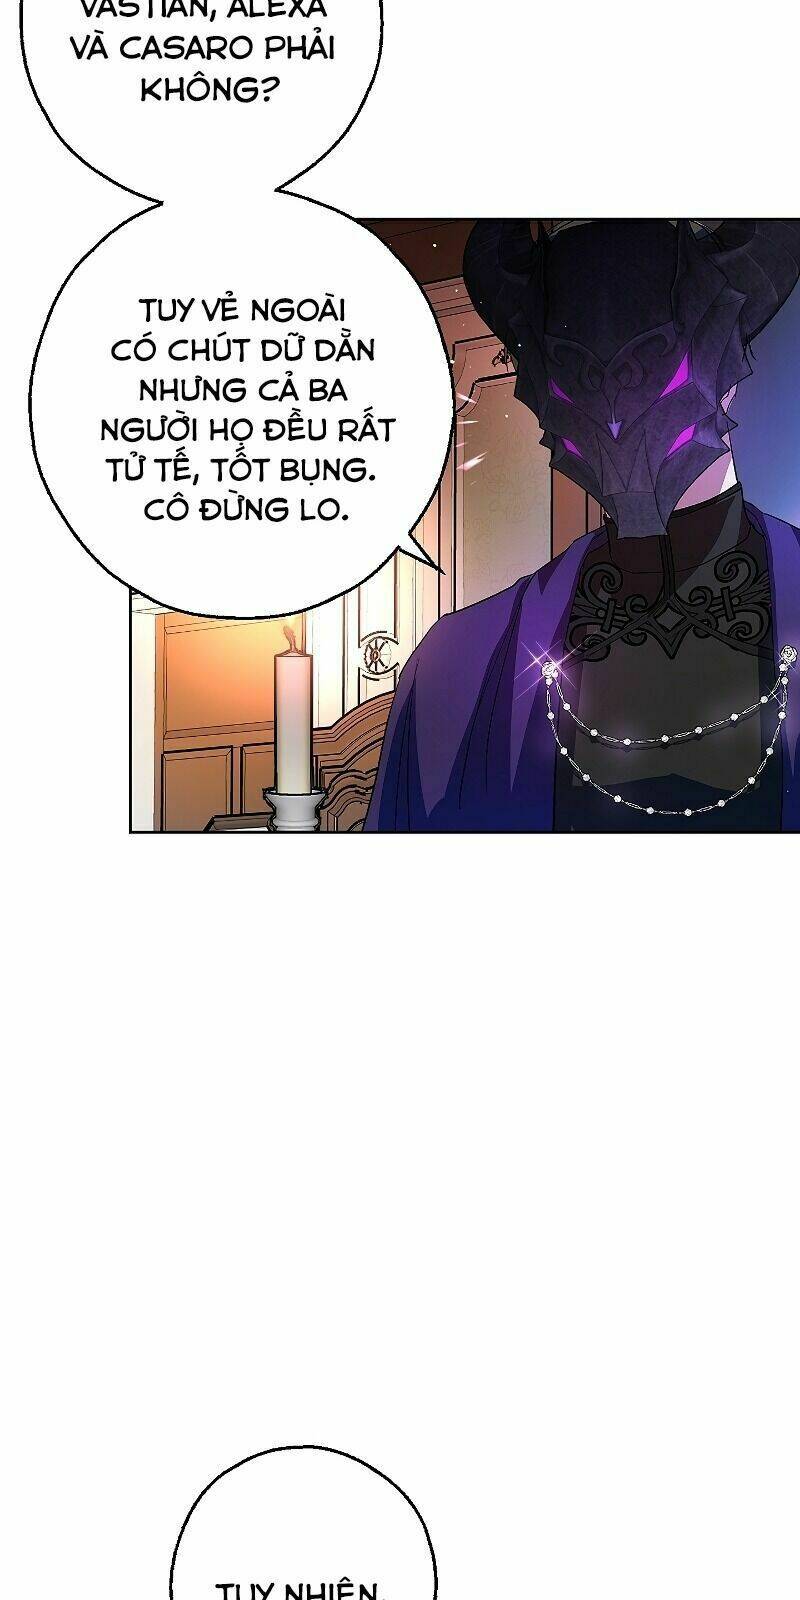 VASTIAN, ALEXA
VÀ CASARO PHẢI
KHÔNG?
TUY VẺ NGOÀI
CÓ CHÚT DỮ DẰN
NHƯNG CẢ BA
NGƯỜI HỌ ĐỀU RẤT
TỬ TẾ, TỐT BỤNG.
CÔ ĐỪNG LO.
TUY NHIÊN,